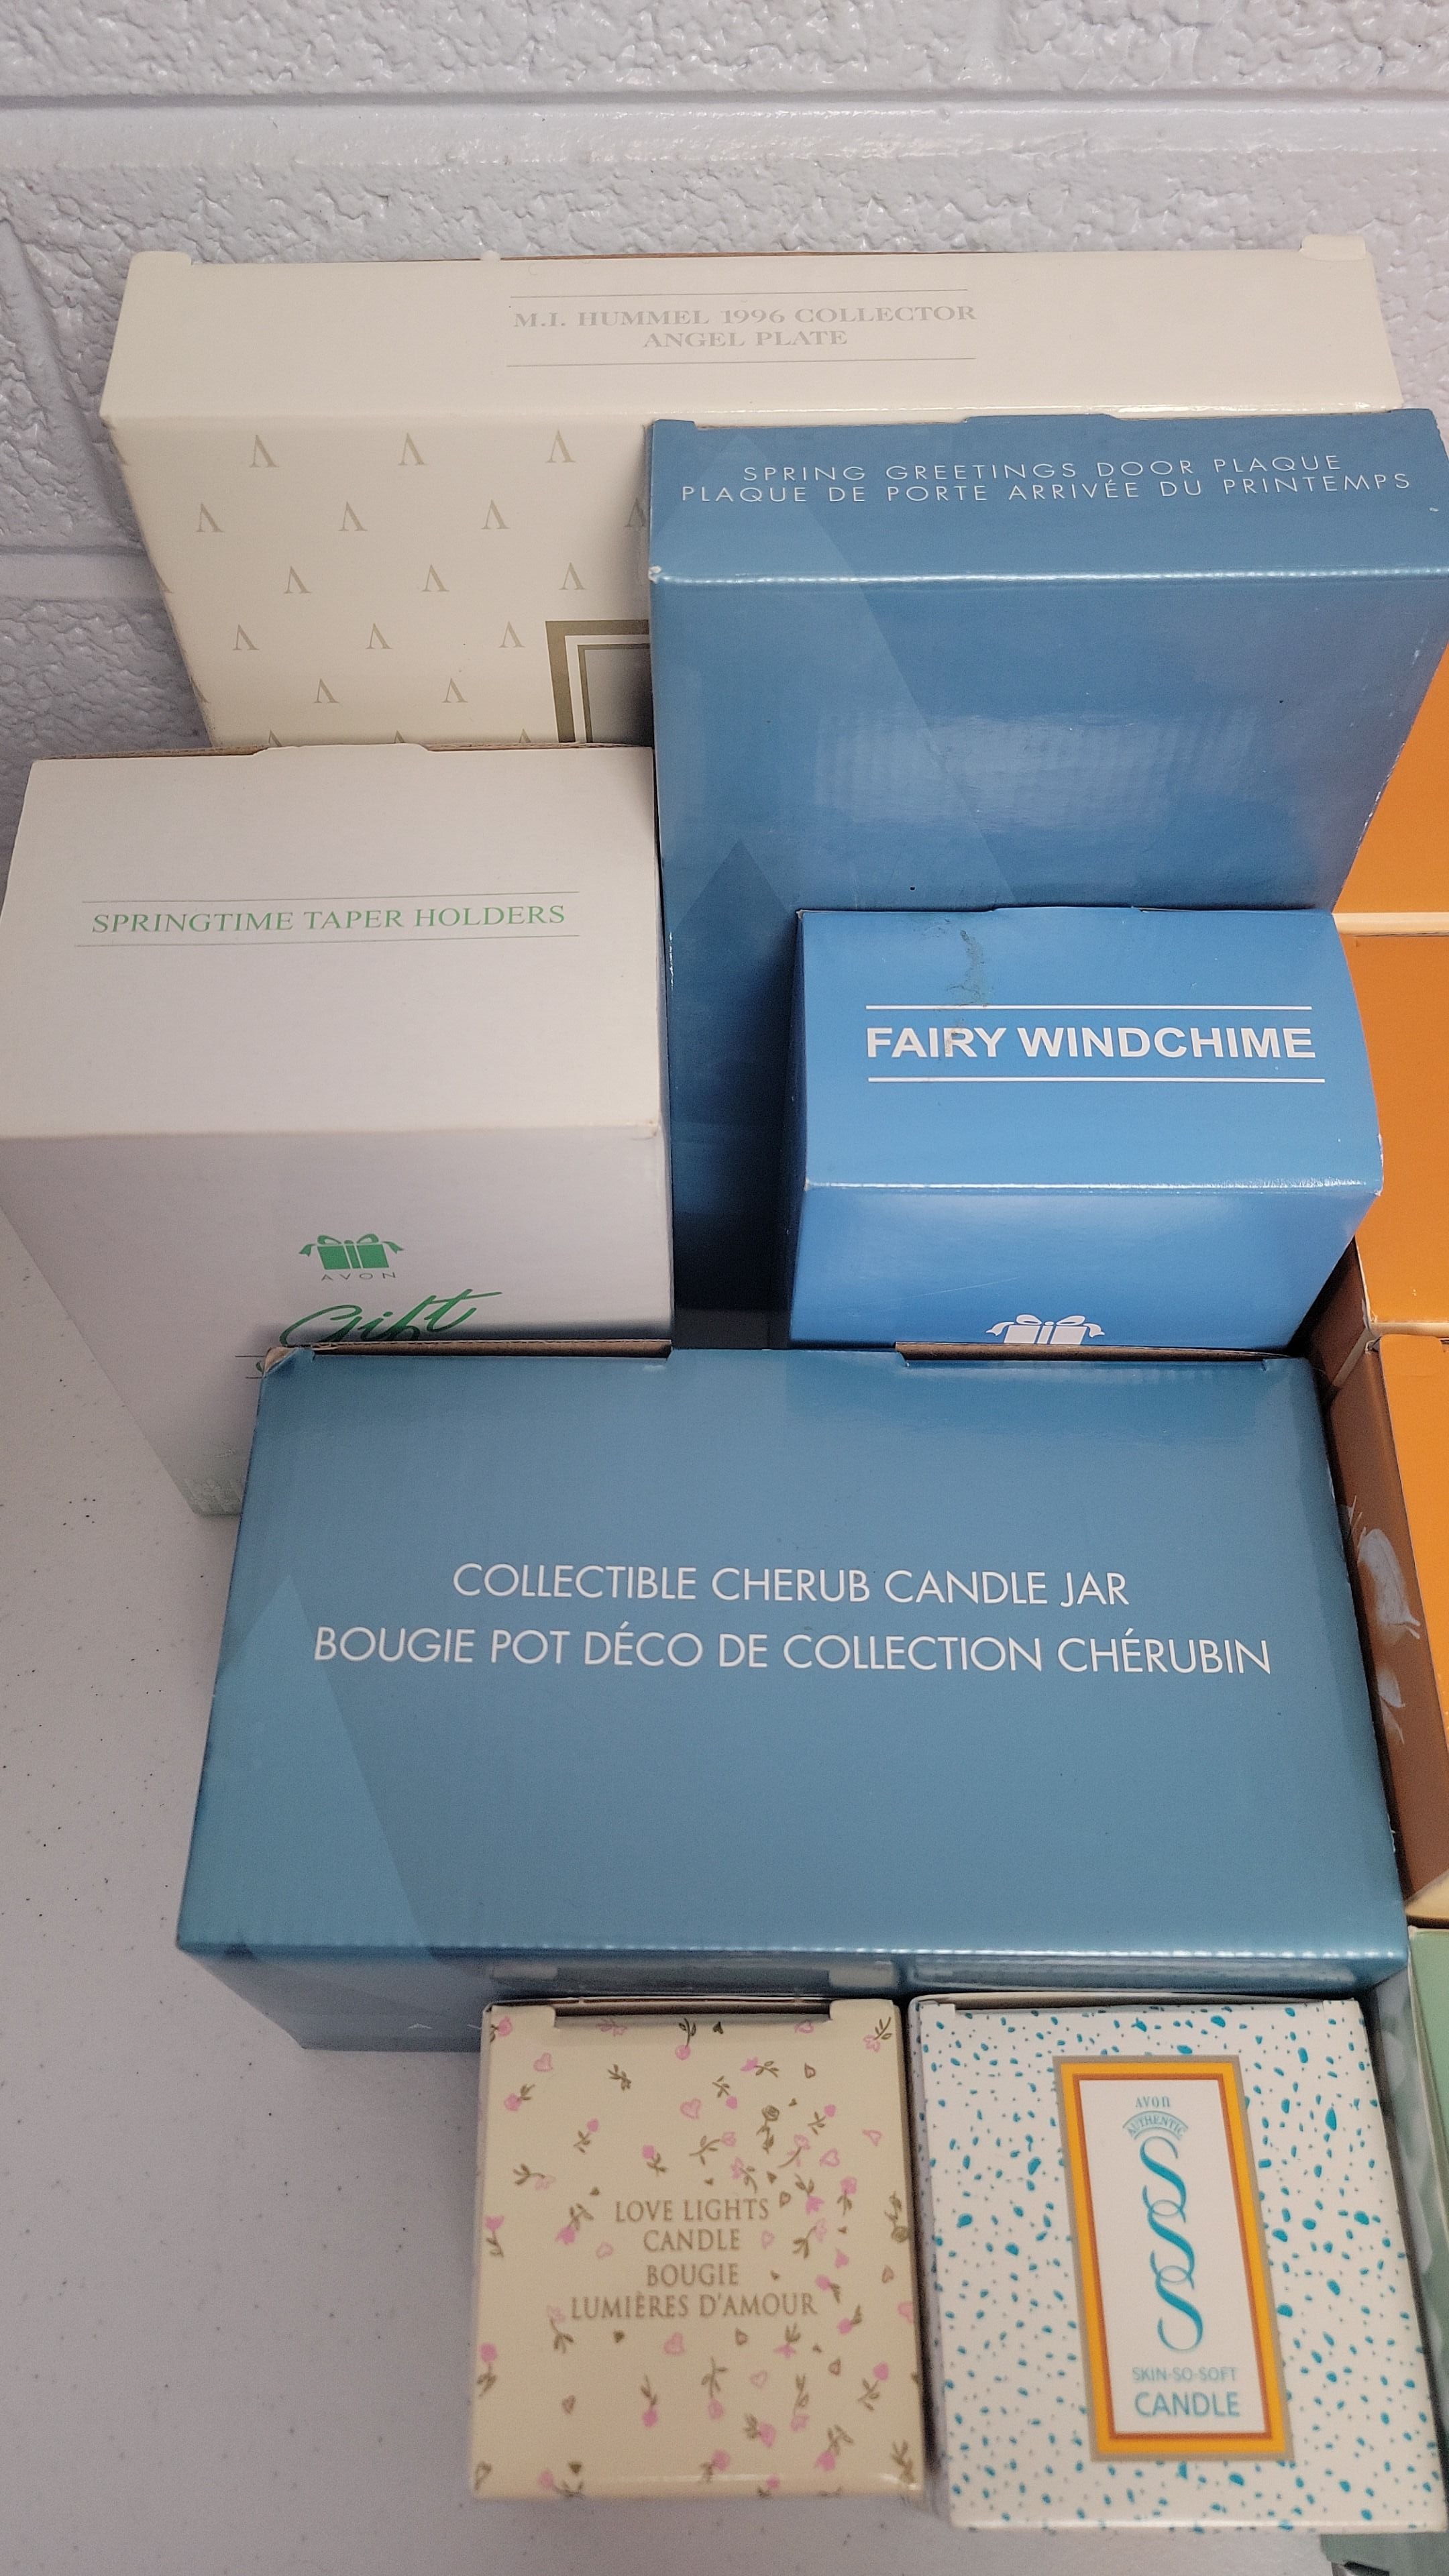 M.I. HUMMEL 1996 COLLECTOR
ANGEL PLATE
SPRING GREETINGS DOOR PLAQUE
PLAQUE DE PORTE ARRIVÉE DU PRINTEMPS
SPRINGTIME TAPER HOLDERS
AVON
Gift
FAIRY WINDCHIME
COLLECTIBLE CHERUB CANDLE JAR
BOUGIE POT DÉCO DE COLLECTION CHÉRUBIN
LOVE LIGHTS
CANDLE
BOUGIE
LUMIÈRES D'AMOUR
AVON
AUTHENTIC
SSS
SKIN-SO-SOFT
CANDLE